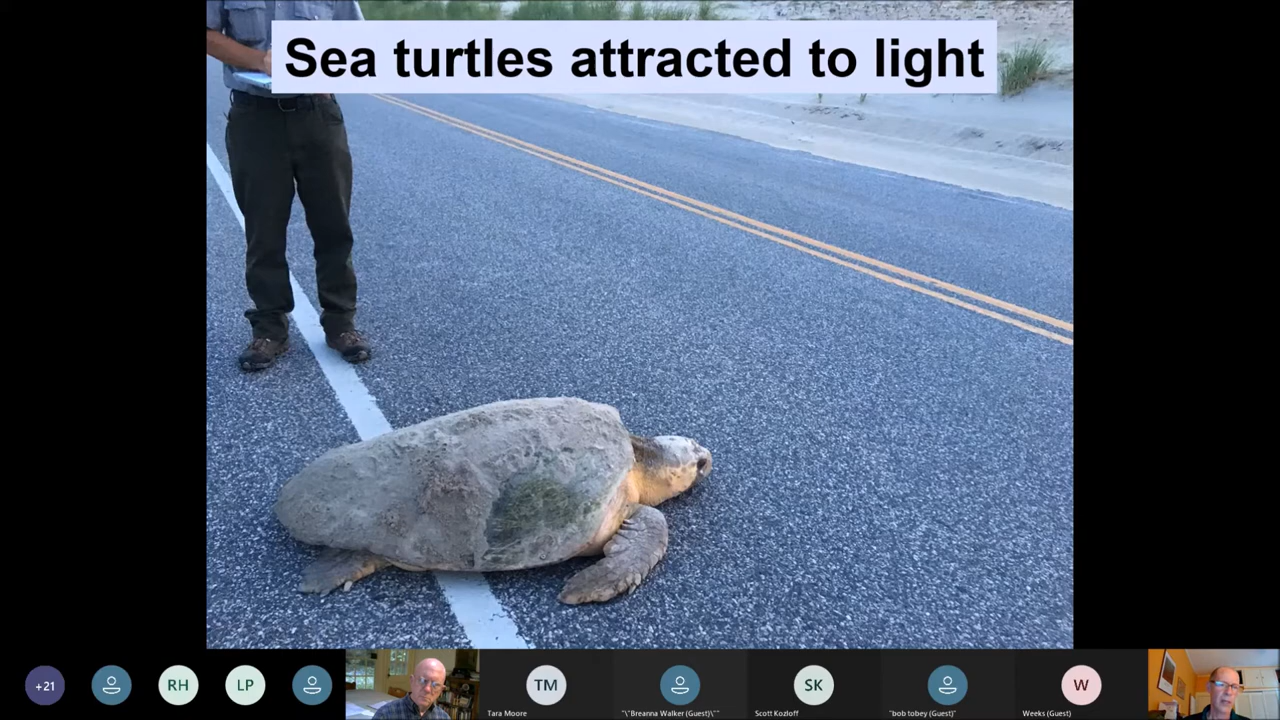 Sea turtles attracted to light
+21
RH
LP
TM
SK
W
Tara Moore
"\"Breanna Walker (Guest)\""
Scott Kozloff
"bob tobey (Guest)"
Weeks (Guest)